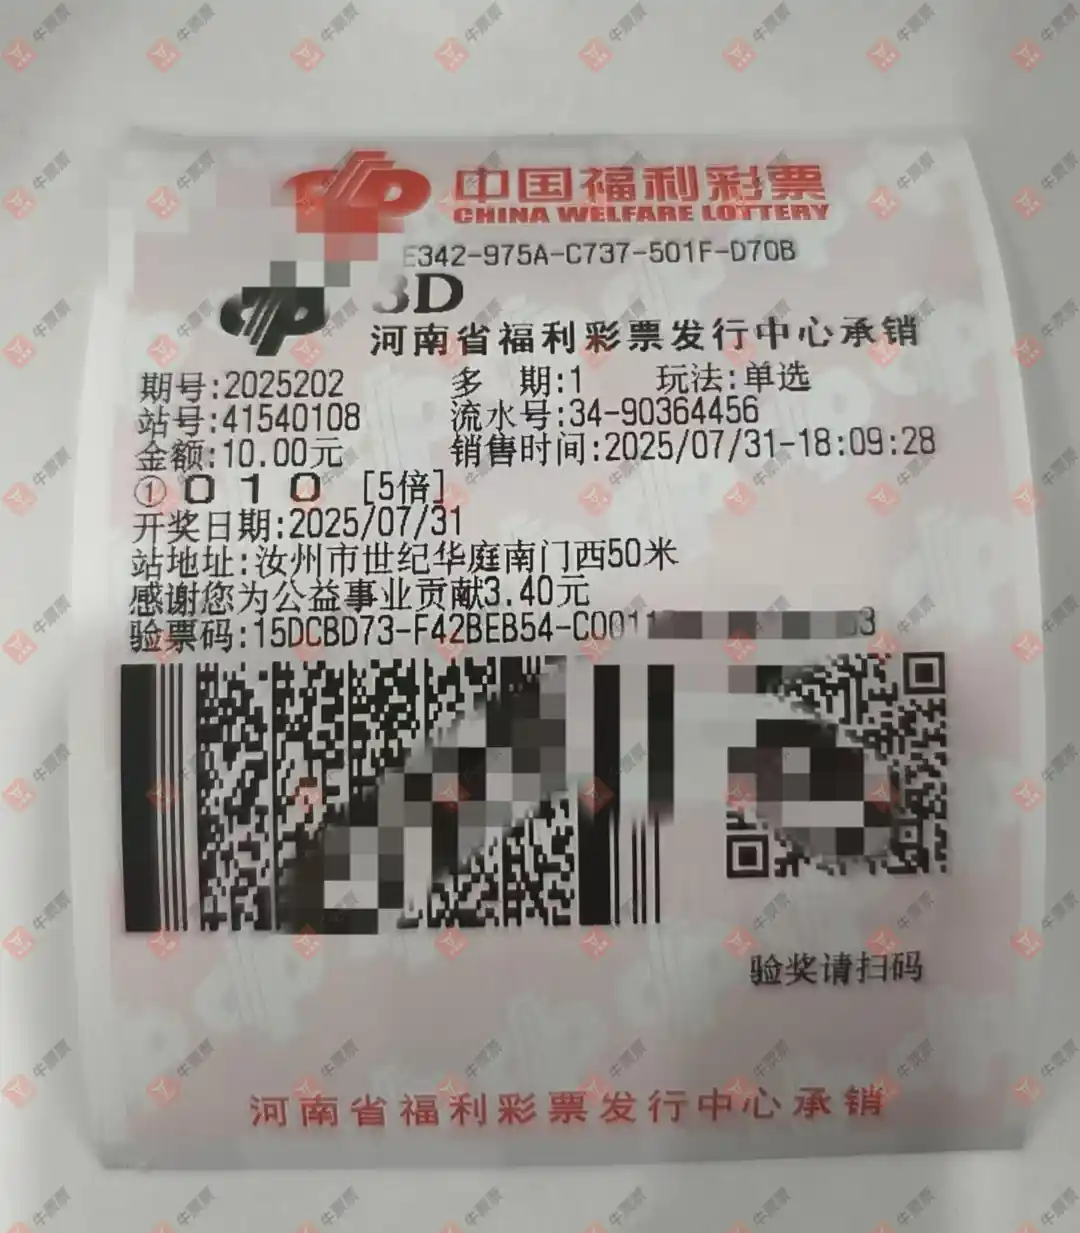 中国福利彩票
CHINA WELFARE LOTTERY
E342-975A-C737-501F-D70B
3D
河南省福利彩票发行中心承销
期号:2025202 多 期:1 玩法:单选
站号:41540108 流水号:34-90364456
金额:10.00元 销售时间:2025/07/31-18:09:28
① 0 1 0 [5倍]
开奖日期:2025/07/31
站地址:汝州市世纪华庭南门西50米
感谢您为公益事业贡献3.40元
验票码:15DCBD73-F42BEB54-C0011
验奖请扫码
河南省福利彩票发行中心承销
牛票票